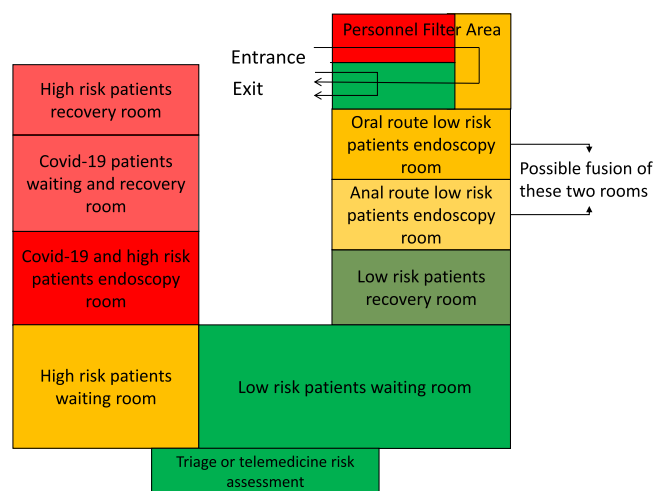 Personnel Filter Area
Entrance
Exit
High risk patients
recovery room
Covid-19 patients
waiting and recovery
room
Covid-19 and high risk
patients endoscopy
room
High risk patients
waiting room
Oral route low risk
patients endoscopy
room
Anal route low risk
patients endoscopy
room
Possible fusion of
these two rooms
Low risk patients
recovery room
Low risk patients waiting room
Triage or telemedicine risk
assessment